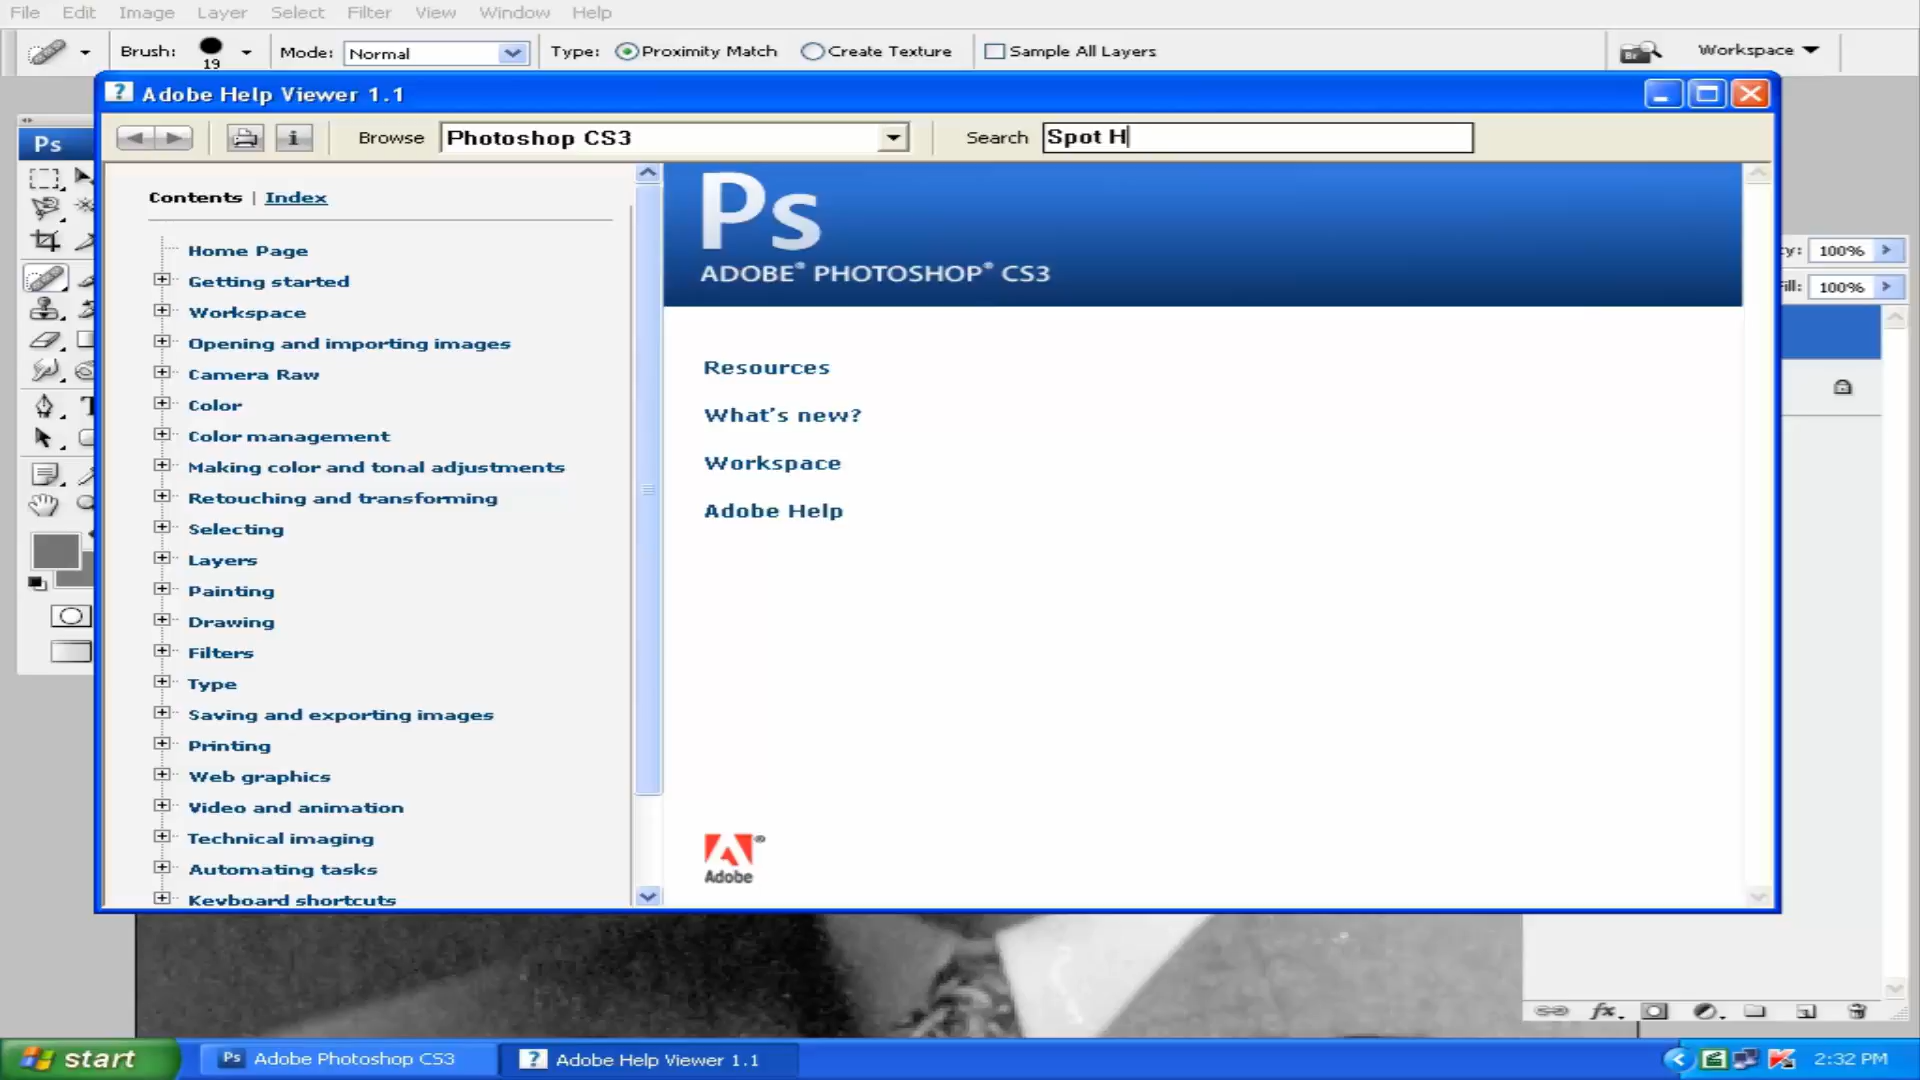 File Edit Image Layer Select Filter View Window Help
Brush: 19 Mode: Normal Type: Proximity Match Create Texture Sample All Layers Br Workspace
? Adobe Help Viewer 1.1
Browse Photoshop CS3 Search Spot H
Ps
Contents | Index
Home Page
Getting started
Workspace
Opening and importing images
Camera Raw
Color
Color management
Making color and tonal adjustments
Retouching and transforming
Selecting
Layers
Painting
Drawing
Filters
Type
Saving and exporting images
Printing
Web graphics
Video and animation
Technical imaging
Automating tasks
Keyboard shortcuts
Ps
ADOBE® PHOTOSHOP® CS3
Resources
What's new?
Workspace
Adobe Help
Adobe
100%
100%
fx
start Ps Adobe Photoshop CS3 ? Adobe Help Viewer 1.1 2:32 PM